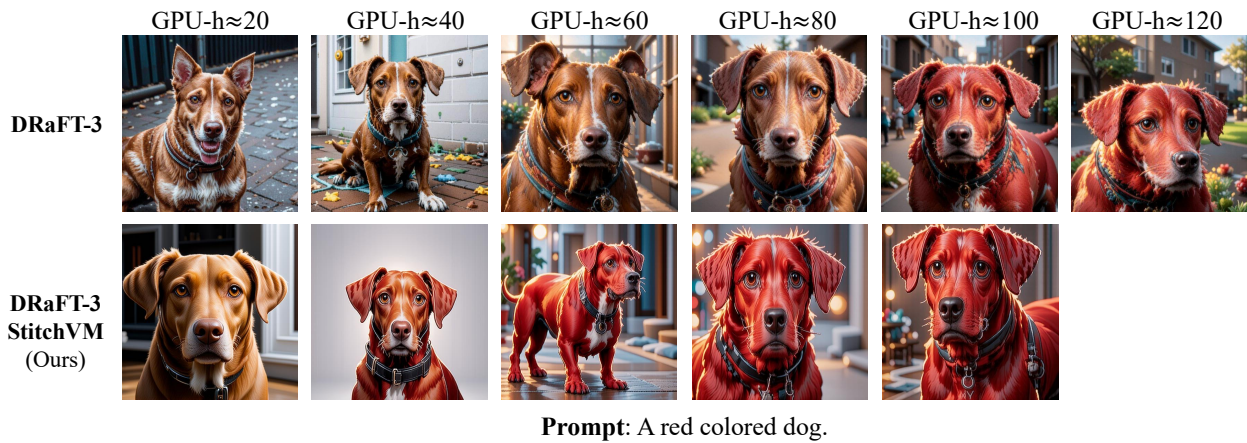 GPU-h≈20 GPU-h≈40 GPU-h≈60 GPU-h≈80 GPU-h≈100 GPU-h≈120
DRaFT-3
DRaFT-3
StitchVM
(Ours)
Prompt: A red colored dog.